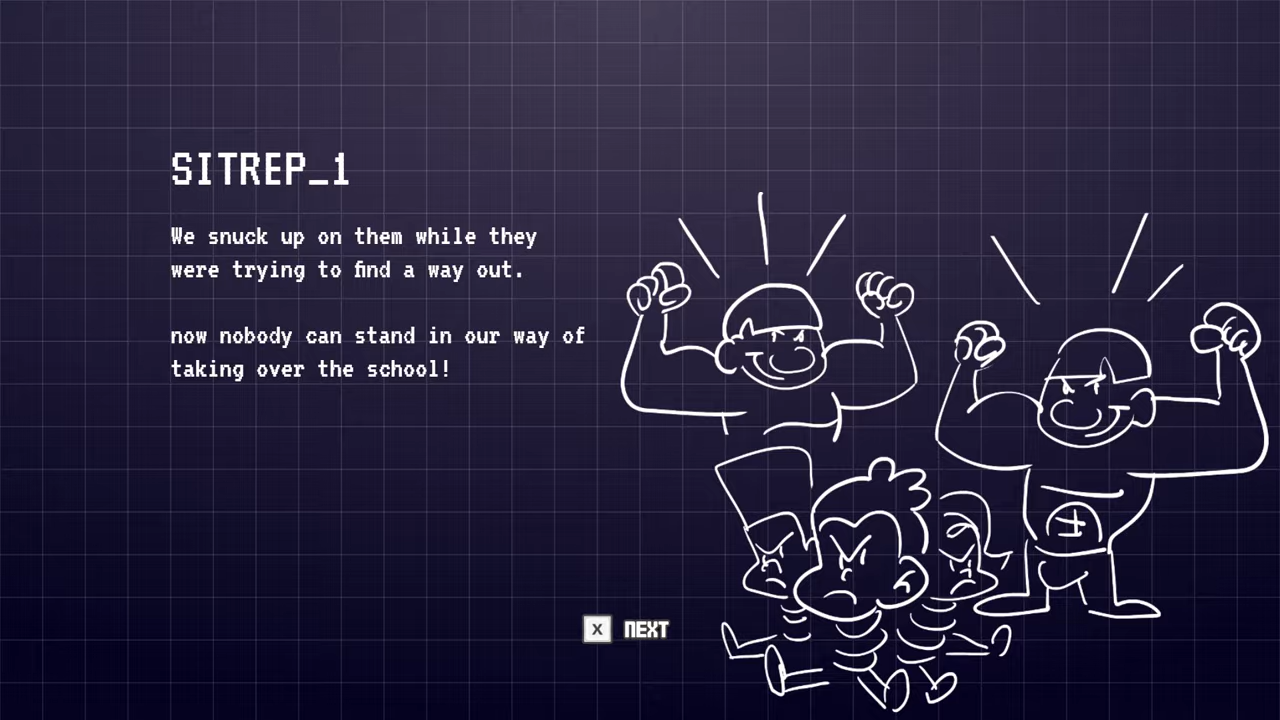 SITREP_1
We snuck up on them while they
were trying to find a way out.
now nobody can stand in our way of
taking over the school!
X NEXT